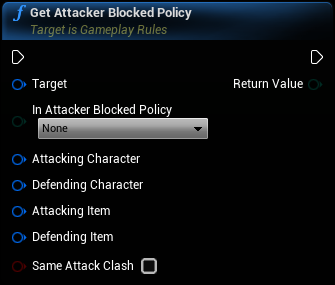 Get Attacker Blocked Policy
Target is Gameplay Rules
Target
Return Value
In Attacker Blocked Policy
None
Attacking Character
Defending Character
Attacking Item
Defending Item
Same Attack Clash